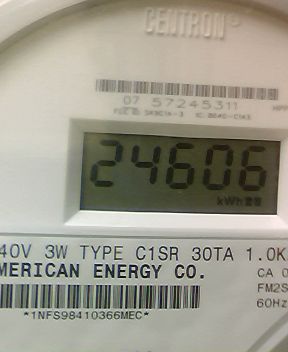 CENTRON®
07 57245311
24606
kWh
40V 3W TYPE C1SR 30TA 1.0K
MERICAN ENERGY CO.
CA 0
FM2S
60Hz
*1NFS98410366MEC*